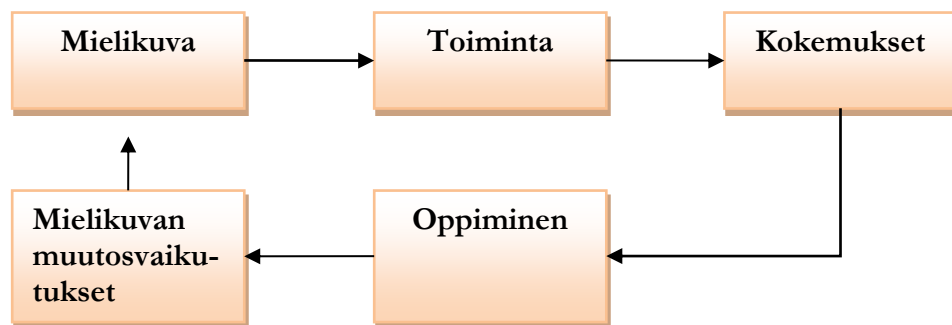 Mielikuva
Toiminta
Kokemukset
Mielikuvan
muutosvaiku-
tukset
Oppiminen